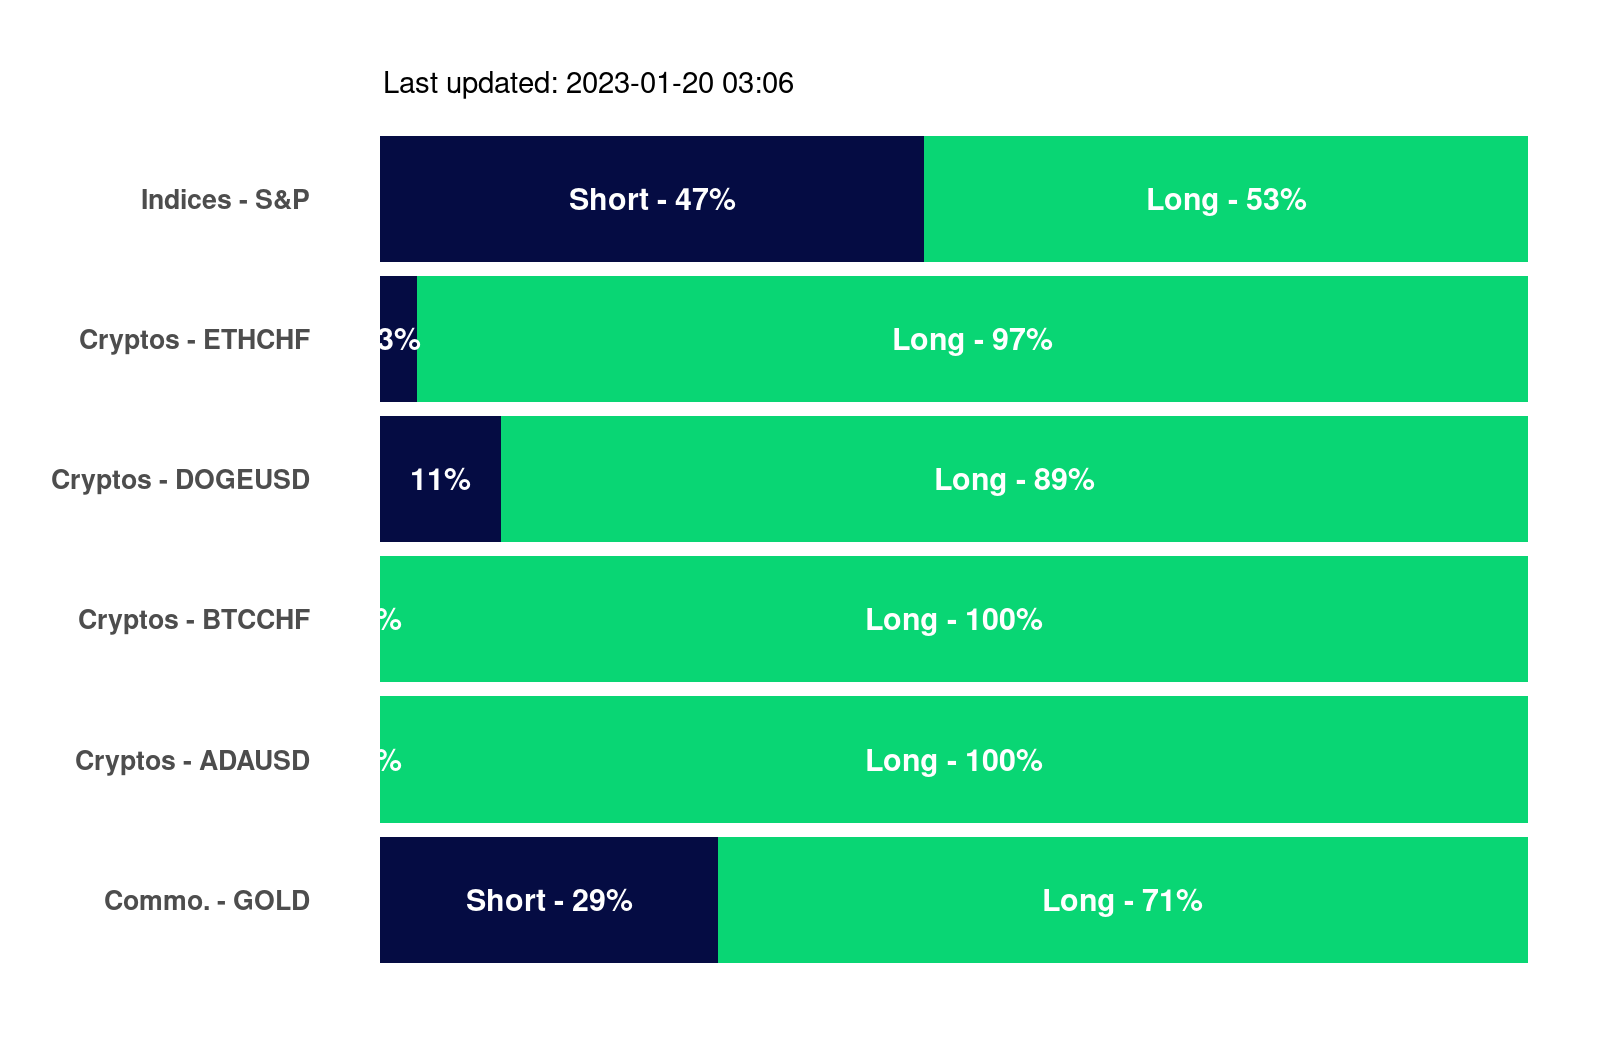 Last updated: 2023-01-20 03:06
Indices - S&P Short - 47% Long - 53%
Cryptos - ETHCHF 3% Long - 97%
Cryptos - DOGEUSD 11% Long - 89%
Cryptos - BTCCHF % Long - 100%
Cryptos - ADAUSD % Long - 100%
Commo. - GOLD Short - 29% Long - 71%